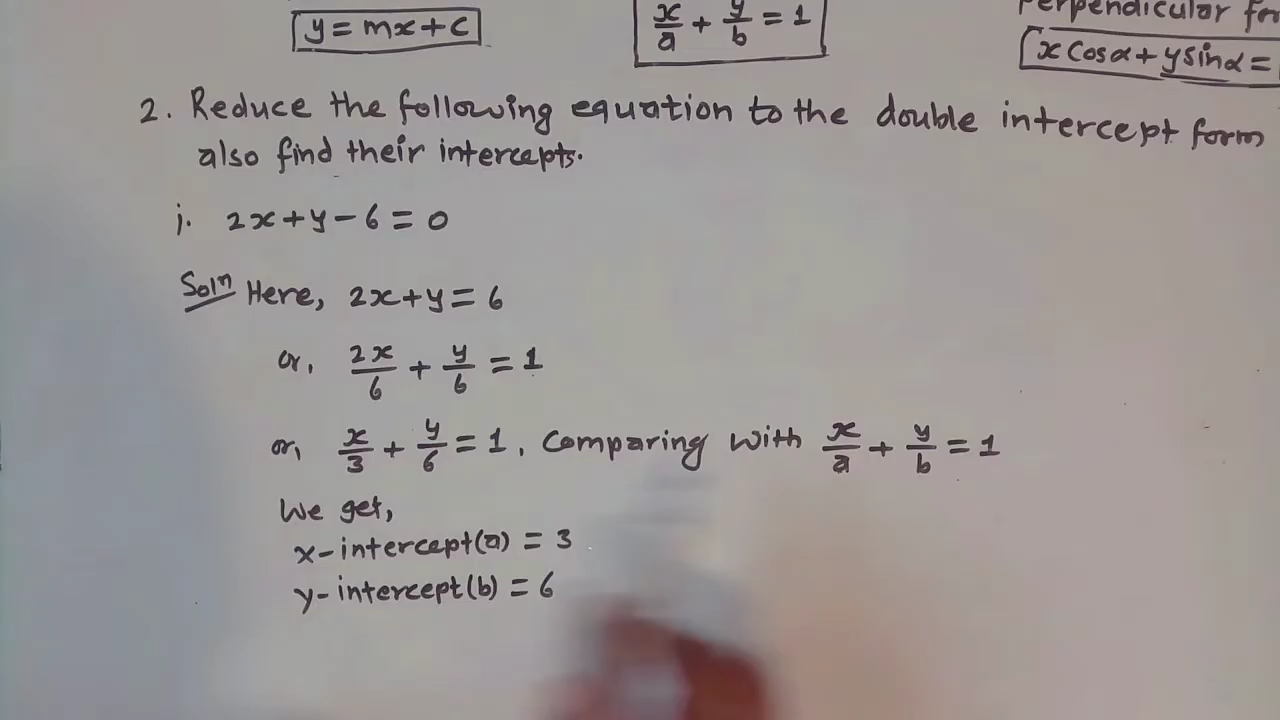 y = mx + c
x/a + y/b = 1
Perpendicular
x Cosα + y sinα =
2. Reduce the following equation to the double intercept form
also find their intercepts.
i. 2x + y - 6 = 0
Solⁿ Here, 2x + y = 6
or, 2x/6 + y/6 = 1
or, x/3 + y/6 = 1, Comparing with x/a + y/b = 1
We get,
x-intercept(a) = 3
y-intercept(b) = 6